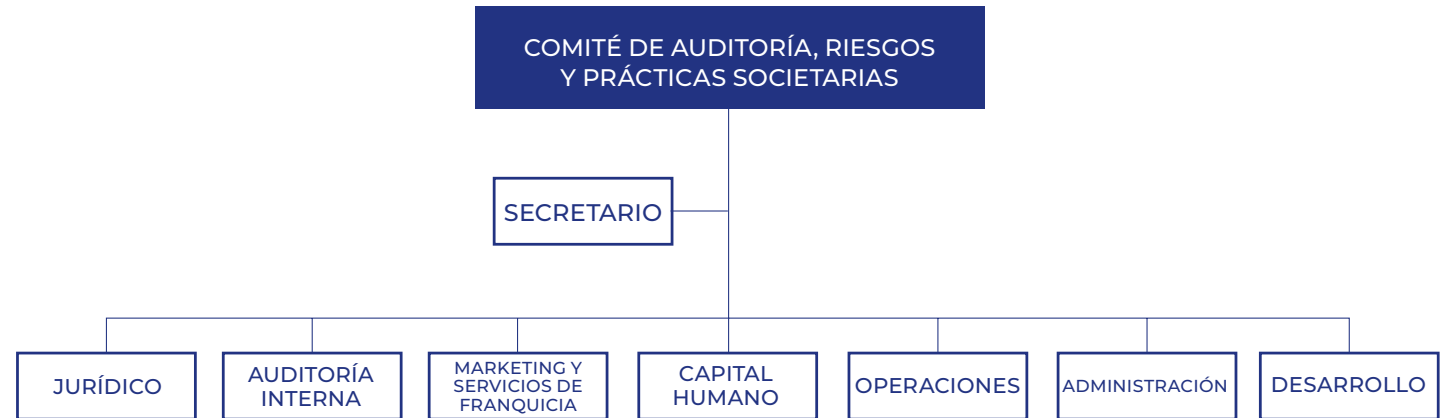 COMITÉ DE AUDITORÍA, RIESGOS
Y PRÁCTICAS SOCIETARIAS
SECRETARIO
JURÍDICO
AUDITORÍA
INTERNA
MARKETING Y
SERVICIOS DE
FRANQUICIA
CAPITAL
HUMANO
OPERACIONES
ADMINISTRACIÓN
DESARROLLO